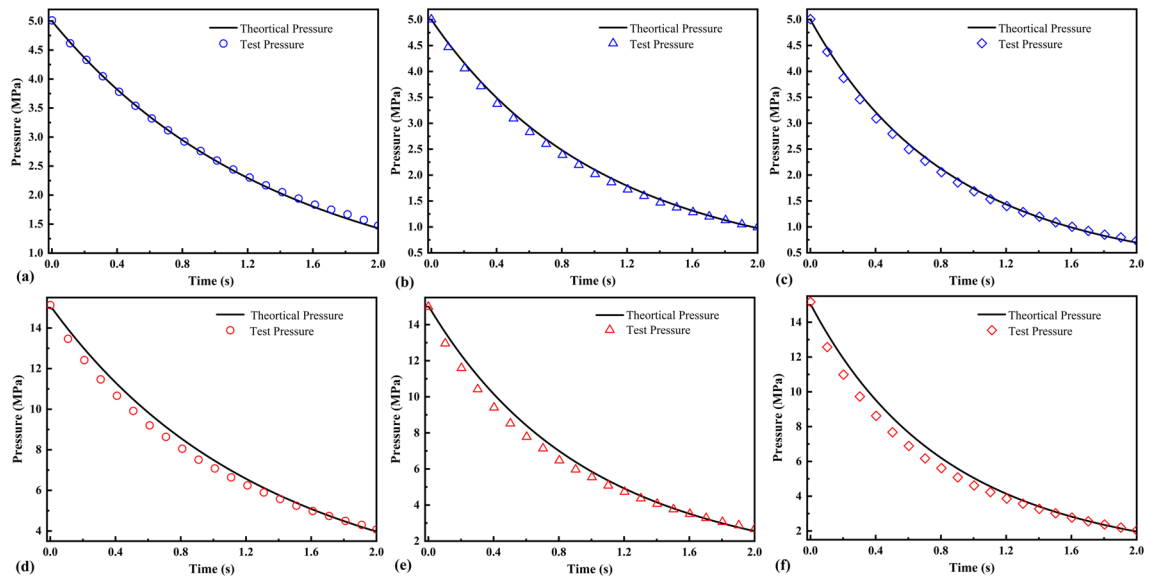 Theortical Pressure
Test Pressure
Pressure (MPa)
5.0
4.5
4.0
3.5
3.0
2.5
2.0
1.5
1.0
0.0 0.4 0.8 1.2 1.6 2.0
Time (s)
(a)
Theortical Pressure
Test Pressure
Pressure (MPa)
5.0
4.5
4.0
3.5
3.0
2.5
2.0
1.5
1.0
0.5
0.0 0.4 0.8 1.2 1.6 2.0
Time (s)
(b)
Theortical Pressure
Test Pressure
Pressure (MPa)
5.0
4.5
4.0
3.5
3.0
2.5
2.0
1.5
1.0
0.5
0.0 0.4 0.8 1.2 1.6 2.0
Time (s)
(c)
Theortical Pressure
Test Pressure
Pressure (MPa)
14
12
10
8
6
4
0.0 0.4 0.8 1.2 1.6 2.0
Time (s)
(d)
Theortical Pressure
Test Pressure
Pressure (MPa)
14
12
10
8
6
4
2
0.0 0.4 0.8 1.2 1.6 2.0
Time (s)
(e)
Theortical Pressure
Test Pressure
Pressure (MPa)
14
12
10
8
6
4
2
0.0 0.4 0.8 1.2 1.6 2.0
Time (s)
(f)